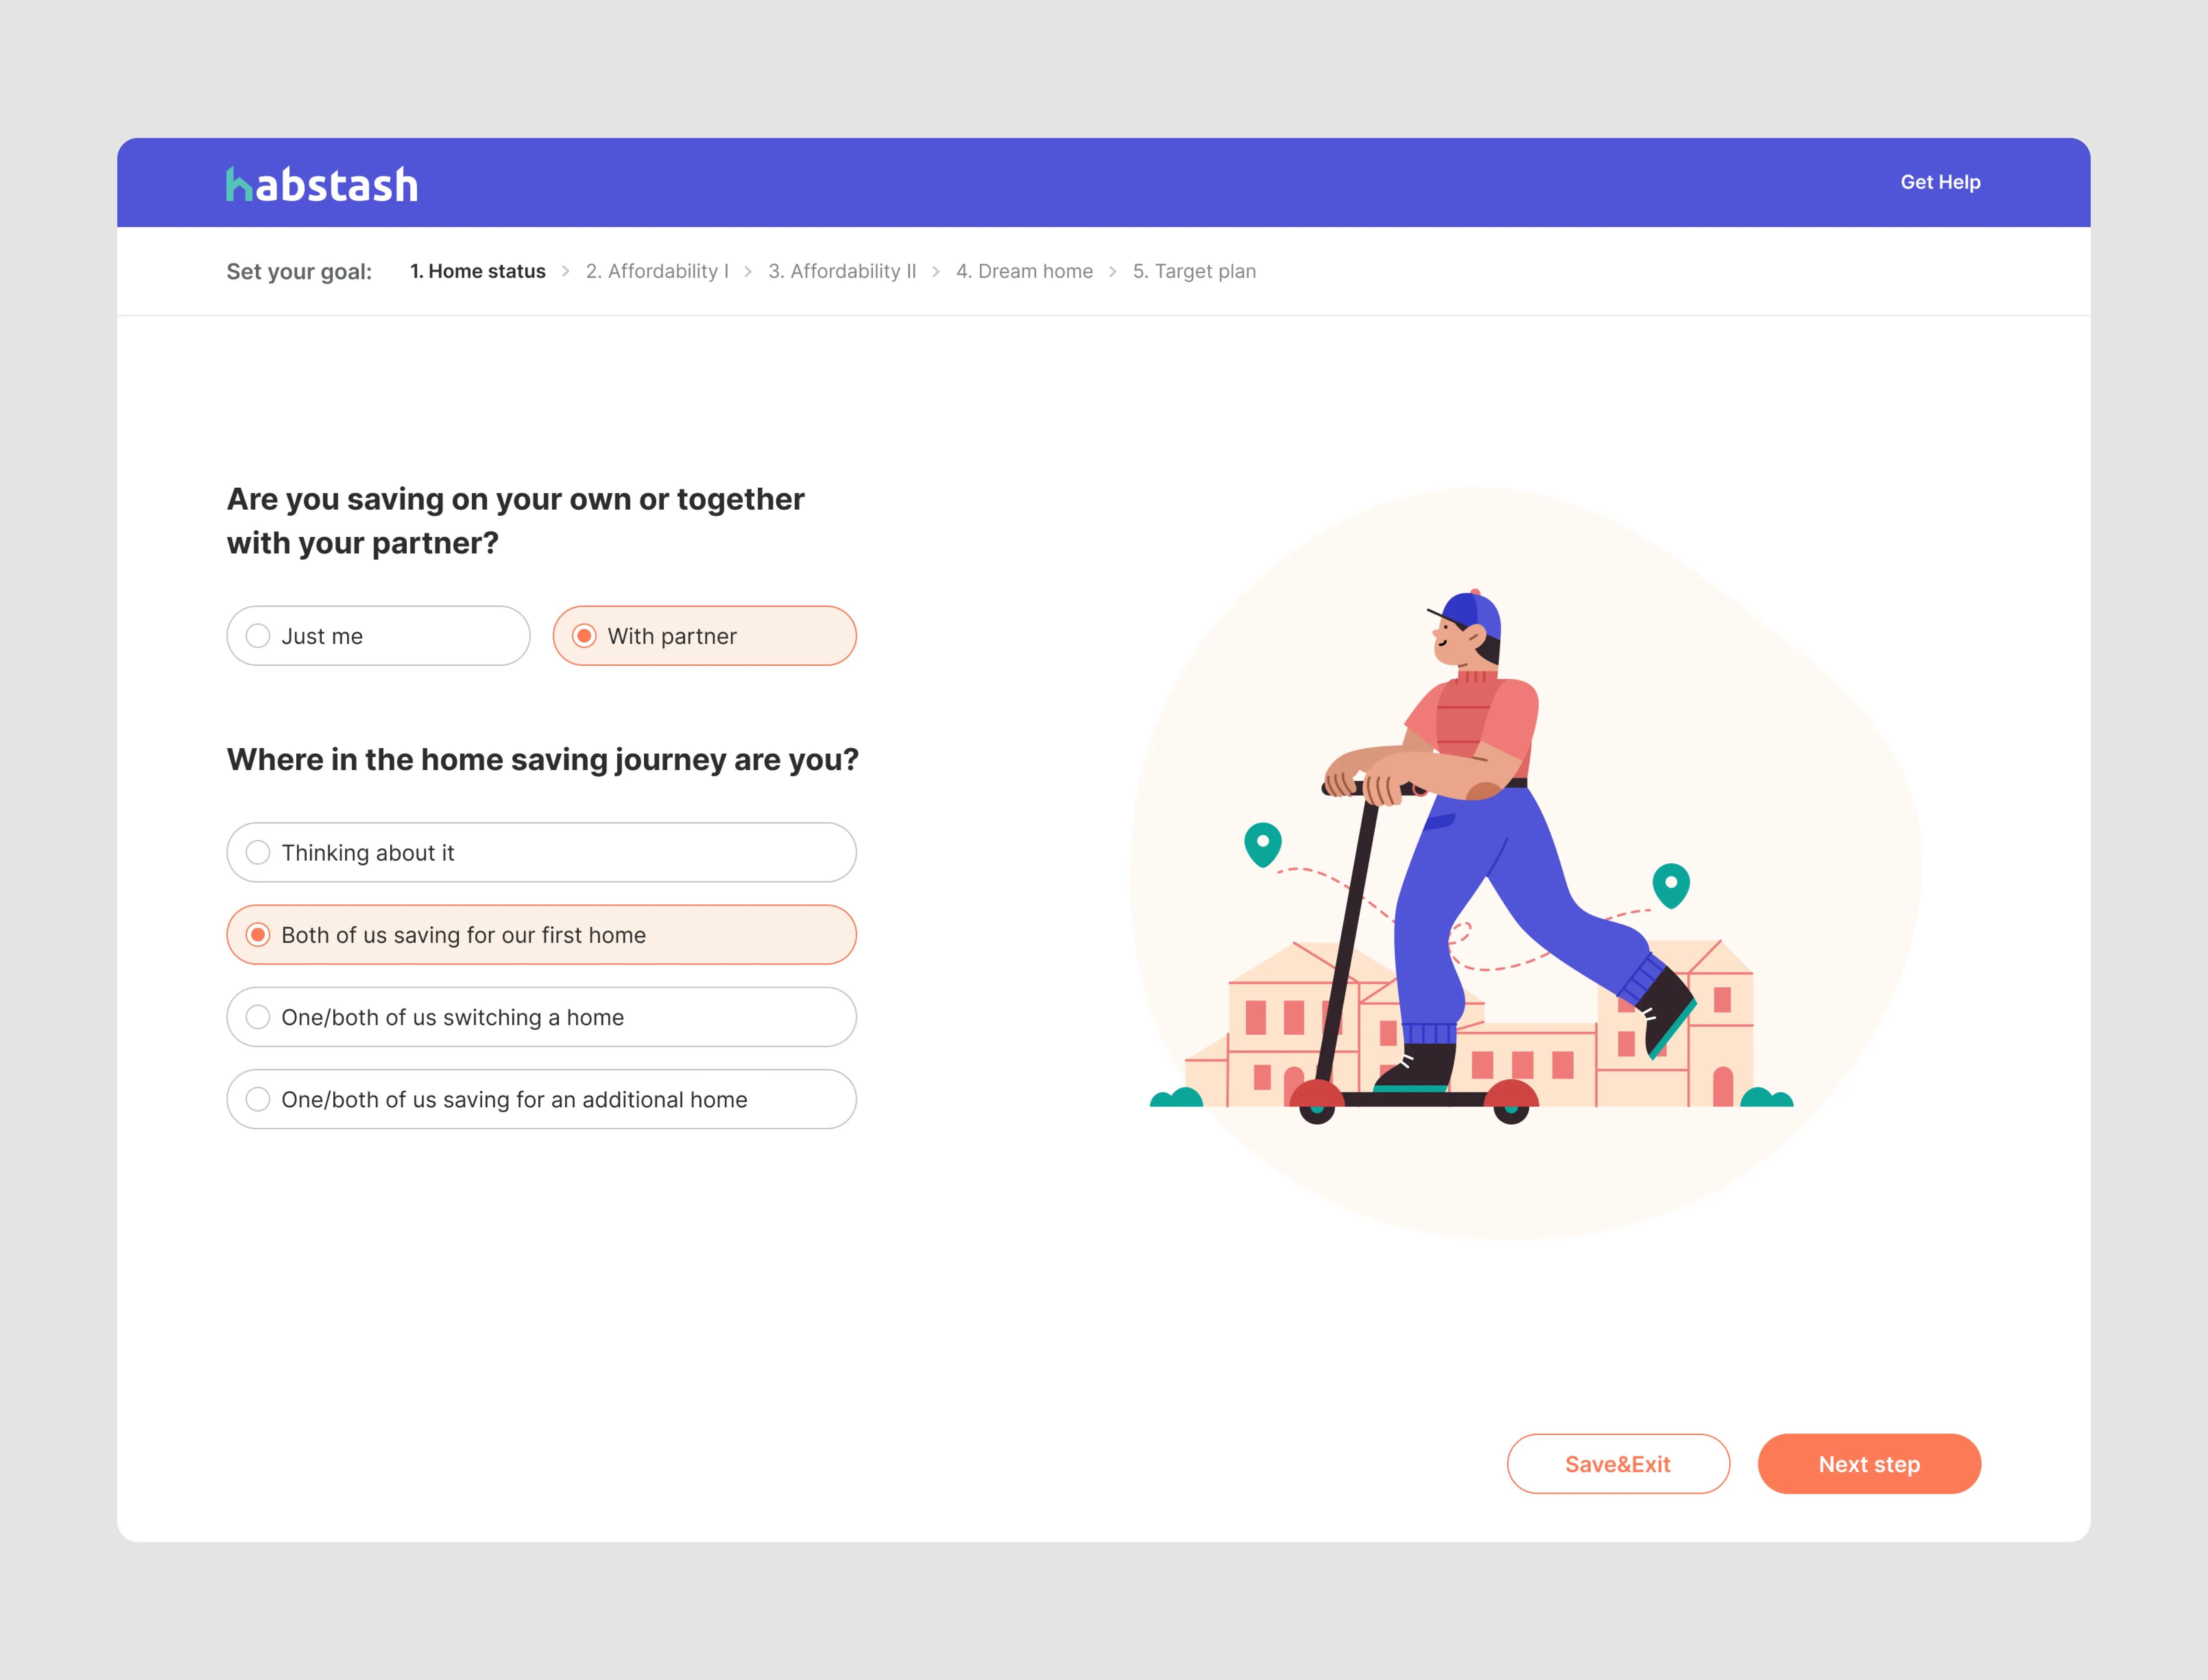 habstash
Get Help
Set your goal: 1. Home status > 2. Affordability I > 3. Affordability II > 4. Dream home > 5. Target plan
Are you saving on your own or together
with your partner?
Just me
With partner
Where in the home saving journey are you?
Thinking about it
Both of us saving for our first home
One/both of us switching a home
One/both of us saving for an additional home
Save&Exit
Next step